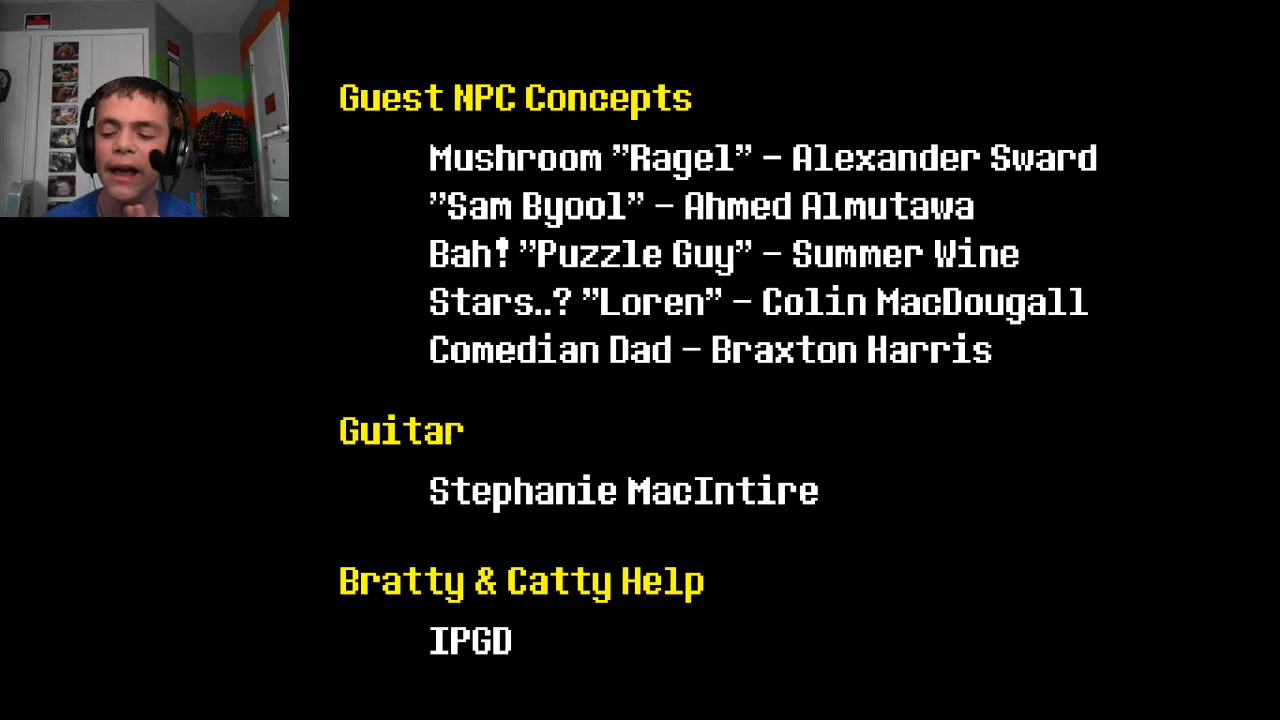 Guest NPC Concepts
Mushroom "Ragel" - Alexander Sward
"Sam Byool" - Ahmed Almutawa
Bah! "Puzzle Guy" - Summer Wine
Stars..? "Loren" - Colin MacDougall
Comedian Dad - Braxton Harris
Guitar
Stephanie MacIntire
Bratty & Catty Help
IPGD